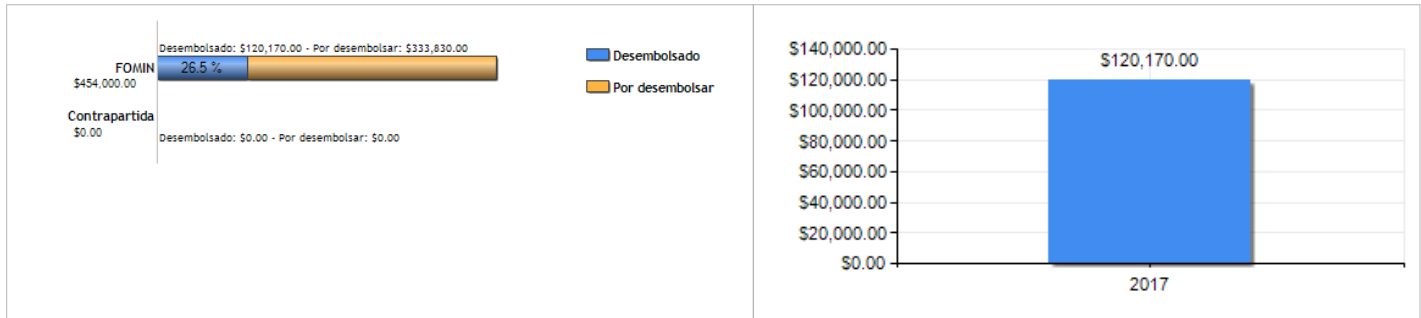 Desembolsado: $120,170.00 - Por desembolsar: $333,830.00
FOMIN
26.5 %
$454,000.00
Contrapartida
$0.00
Desembolsado: $0.00 - Por desembolsar: $0.00
Desembolsado
Por desembolsar
$140,000.00
$120,000.00
$100,000.00
$80,000.00
$60,000.00
$40,000.00
$20,000.00
$0.00
$120,170.00
2017